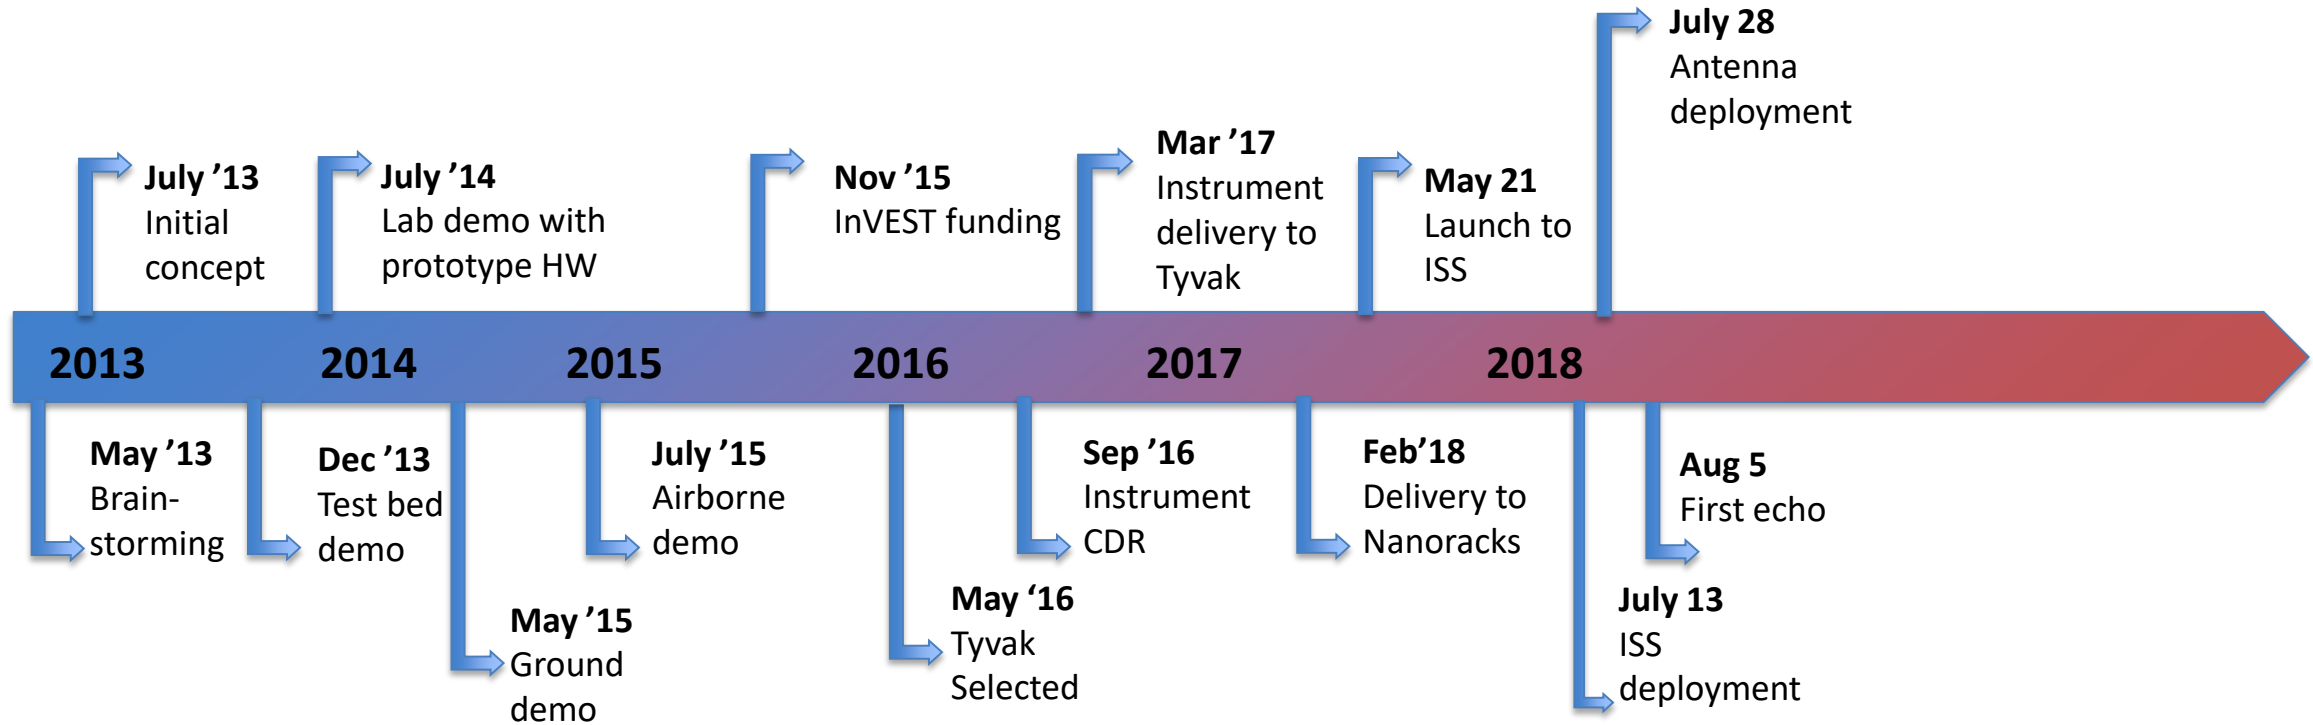 July 28
Antenna
deployment
July ’13
Initial
concept
July ’14
Lab demo with
prototype HW
Nov ’15
InVEST funding
Mar ’17
Instrument
delivery to
Tyvak
May 21
Launch to
ISS
2013
2014
2015
2016
2017
2018
May ’13
Brain-
storming
Dec ’13
Test bed
demo
May ’15
Ground
demo
July ’15
Airborne
demo
May ‘16
Tyvak
Selected
Sep ’16
Instrument
CDR
Feb’18
Delivery to
Nanoracks
July 13
ISS
deployment
Aug 5
First echo